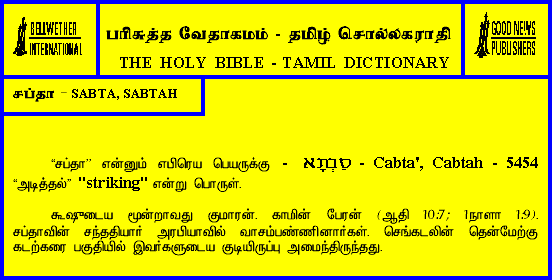 BELLWETHER
INTERNATIONAL
பரிசுத்த வேதாகமம் - தமிழ் சொல்லகராதி
THE HOLY BIBLE - TAMIL DICTIONARY
GOOD NEWS
PUBLISHERS
சப்தா - SABTA, SABTAH
"சப்தா" என்னும் எபிரெய பெயருக்கு - סַבְתָּא - Cabta', Cabtah - 5454
"அடித்தல்" "striking" என்று பொருள்.
கூஷுடைய மூன்றாவது குமாரன். காமின் பேரன் (ஆதி 10:7; 1நாளா 1:9).
சப்தாவின் சந்ததியார் அரபியாவில் வாசம்பண்ணினார்கள். செங்கடலின் தென்மேற்கு
கடற்கரை பகுதியில் இவர்களுடைய குடியிருப்பு அமைந்திருந்தது.